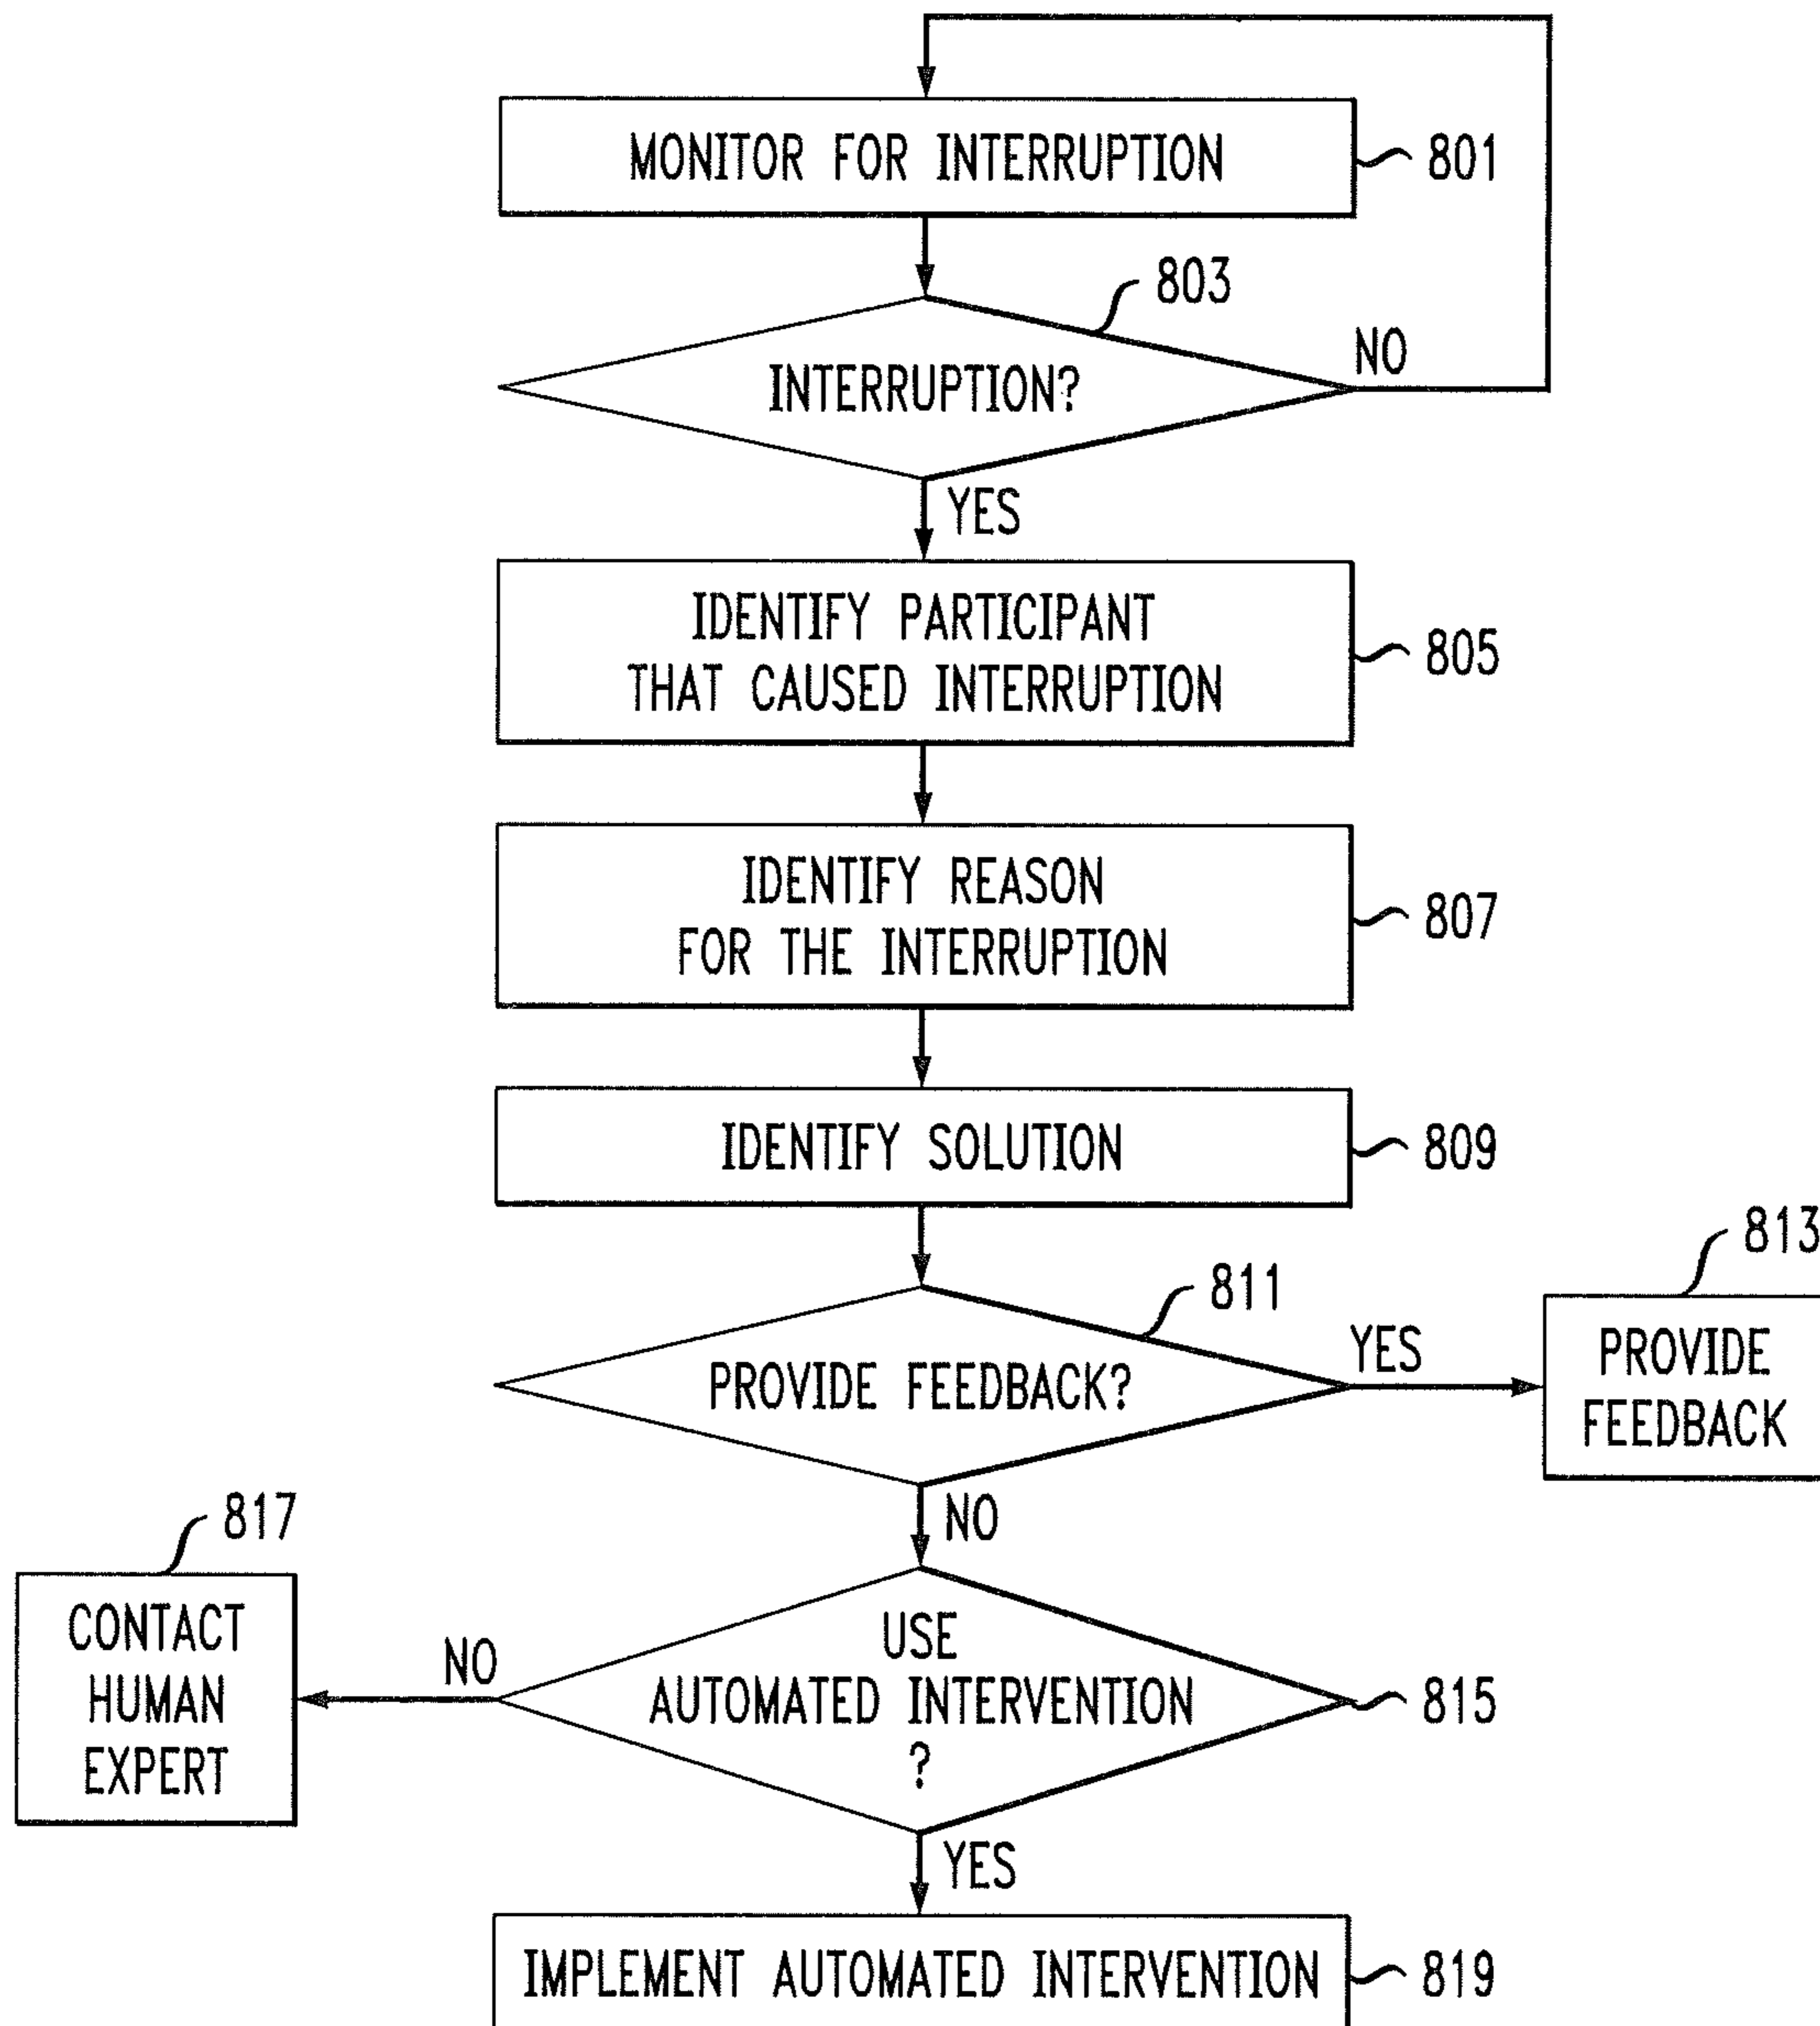 MONITOR FOR INTERRUPTION
801
803
INTERRUPTION?
NO
YES
IDENTIFY PARTICIPANT
THAT CAUSED INTERRUPTION
805
IDENTIFY REASON
FOR THE INTERRUPTION
807
IDENTIFY SOLUTION
809
811
PROVIDE FEEDBACK?
YES
813
PROVIDE
FEEDBACK
NO
817
CONTACT
HUMAN
EXPERT
NO
USE
AUTOMATED INTERVENTION
?
815
YES
IMPLEMENT AUTOMATED INTERVENTION
819